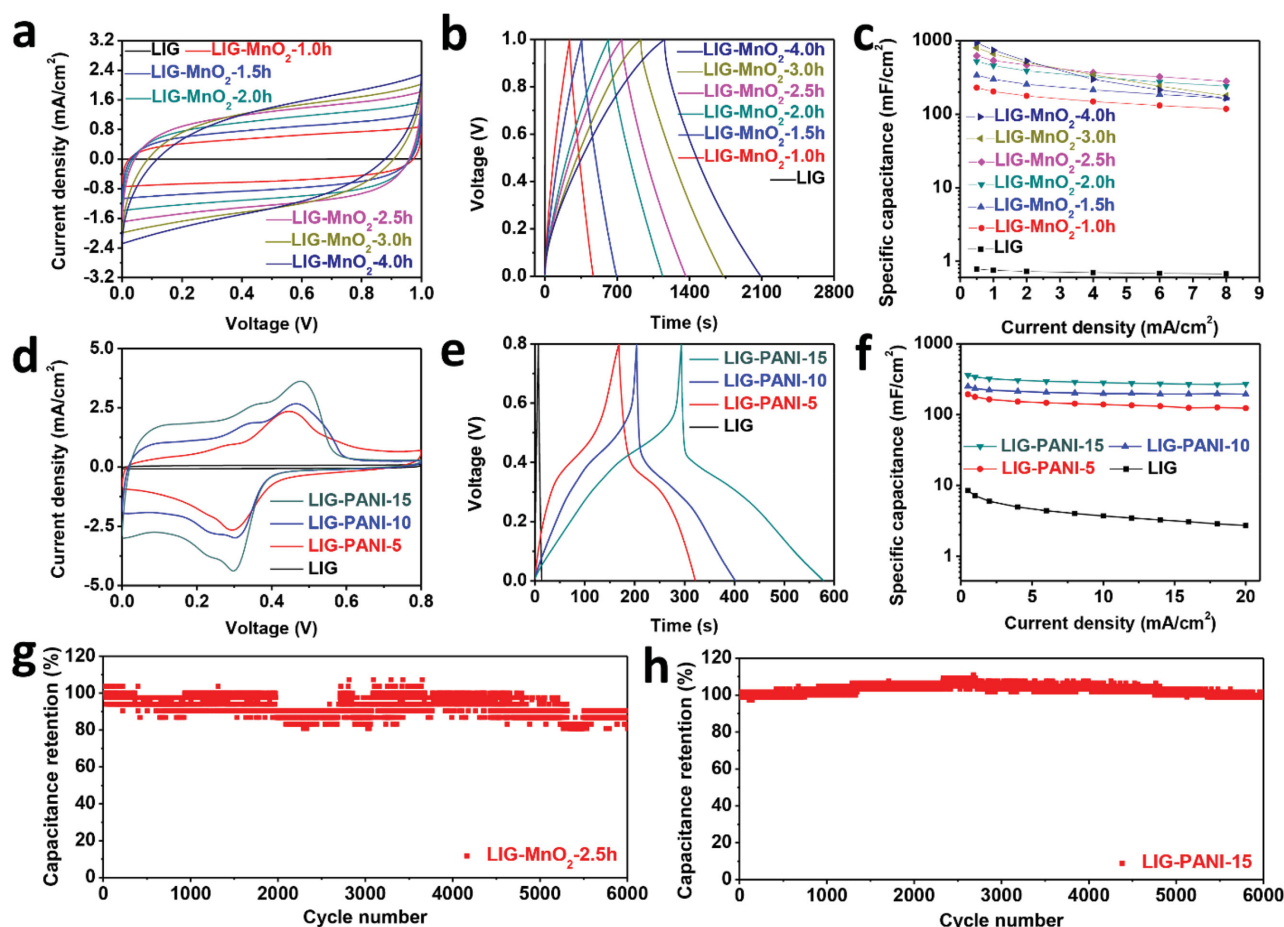 a
3.2
2.4
1.6
0.8
0.0
-0.8
-1.6
-2.4
-3.2
Current density (mA/cm²)
LIG LIG-MnO₂-1.0h
LIG-MnO₂-1.5h
LIG-MnO₂-2.0h
LIG-MnO₂-2.5h
LIG-MnO₂-3.0h
LIG-MnO₂-4.0h
0.0 0.2 0.4 0.6 0.8 1.0
Voltage (V)
b
1.0
0.8
0.6
0.4
0.2
0.0
Voltage (V)
LIG-MnO₂-4.0h
LIG-MnO₂-3.0h
LIG-MnO₂-2.5h
LIG-MnO₂-2.0h
LIG-MnO₂-1.5h
LIG-MnO₂-1.0h
LIG
0 700 1400 2100 2800
Time (s)
c
1000
100
10
1
Specific capacitance (mF/cm²)
LIG-MnO₂-4.0h
LIG-MnO₂-3.0h
LIG-MnO₂-2.5h
LIG-MnO₂-2.0h
LIG-MnO₂-1.5h
LIG-MnO₂-1.0h
LIG
0 1 2 3 4 5 6 7 8 9
Current density (mA/cm²)
d
5.0
2.5
0.0
-2.5
-5.0
Current density (mA/cm²)
LIG-PANI-15
LIG-PANI-10
LIG-PANI-5
LIG
0.0 0.2 0.4 0.6 0.8
Voltage (V)
e
0.8
0.6
0.4
0.2
0.0
Voltage (V)
LIG-PANI-15
LIG-PANI-10
LIG-PANI-5
LIG
0 100 200 300 400 500 600
Time (s)
f
1000
100
10
1
Specific capacitance (mF/cm²)
LIG-PANI-15 LIG-PANI-10
LIG-PANI-5 LIG
0 5 10 15 20
Current density (mA/cm²)
g
120
100
80
60
40
20
0
Capacitance retention (%)
LIG-MnO₂-2.5h
0 1000 2000 3000 4000 5000 6000
Cycle number
h
120
100
80
60
40
20
0
Capacitance retention (%)
LIG-PANI-15
0 1000 2000 3000 4000 5000 6000
Cycle number